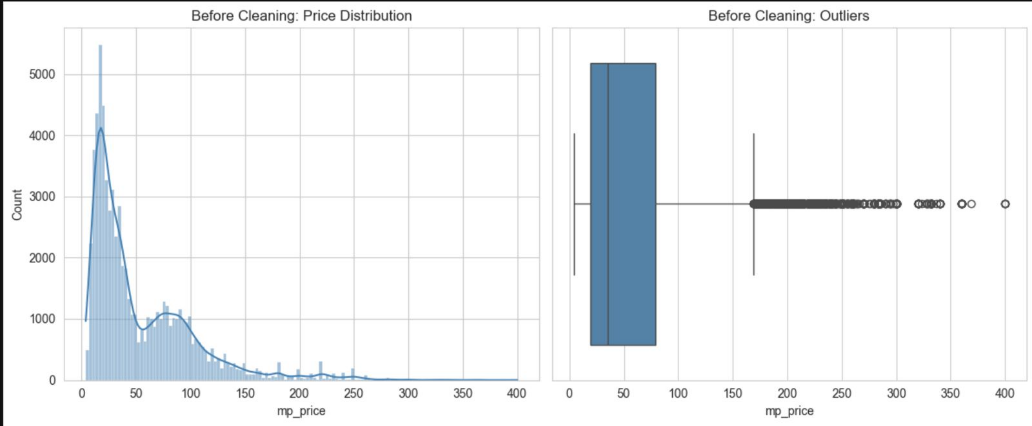 Before Cleaning: Price Distribution
5000
4000
3000
2000
1000
0
Count
0 50 100 150 200 250 300 350 400
mp_price
Before Cleaning: Outliers
0 50 100 150 200 250 300 350 400
mp_price